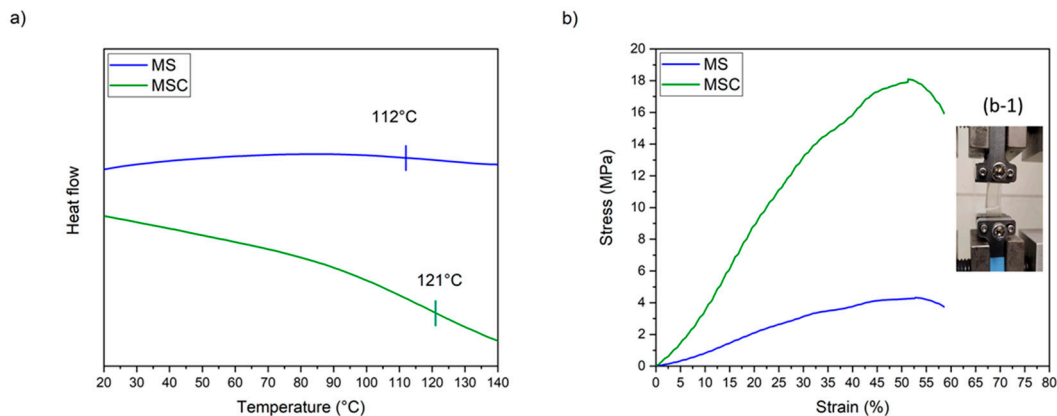 a)
MS
MSC
112°C
121°C
Heat flow
20 30 40 50 60 70 80 90 100 110 120 130 140
Temperature (°C)
b)
MS
MSC
(b-1)
20
18
16
14
12
10
8
6
4
2
0
Stress (MPa)
0 5 10 15 20 25 30 35 40 45 50 55 60 65 70 75 80
Strain (%)